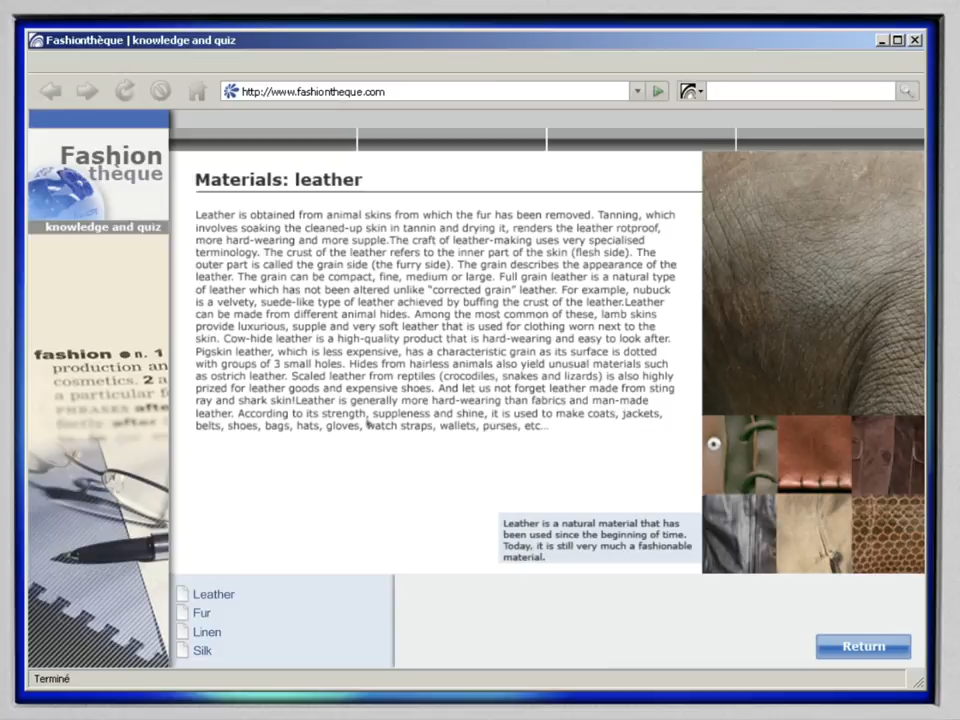 Fashionthèque | knowledge and quiz
http://www.fashiontheque.com
Fashion
thèque
knowledge and quiz
fashion ● n. 1
production an
cosmetics. 2 a
a particular f
PHRASES afte
firstly after
Materials: leather
Leather is obtained from animal skins from which the fur has been removed. Tanning, which
involves soaking the cleaned-up skin in tannin and drying it, renders the leather rotproof,
more hard-wearing and more supple.The craft of leather-making uses very specialised
terminology. The crust of the leather refers to the inner part of the skin (flesh side). The
outer part is called the grain side (the furry side). The grain describes the appearance of the
leather. The grain can be compact, fine, medium or large. Full grain leather is a natural type
of leather which has not been altered unlike “corrected grain” leather. For example, nubuck
is a velvety, suede-like type of leather achieved by buffing the crust of the leather.Leather
can be made from different animal hides. Among the most common of these, lamb skins
provide luxurious, supple and very soft leather that is used for clothing worn next to the
skin. Cow-hide leather is a high-quality product that is hard-wearing and easy to look after.
Pigskin leather, which is less expensive, has a characteristic grain as its surface is dotted
with groups of 3 small holes. Hides from hairless animals also yield unusual materials such
as ostrich leather. Scaled leather from reptiles (crocodiles, snakes and lizards) is also highly
prized for leather goods and expensive shoes. And let us not forget leather made from sting
ray and shark skin!Leather is generally more hard-wearing than fabrics and man-made
leather. According to its strength, suppleness and shine, it is used to make coats, jackets,
belts, shoes, bags, hats, gloves, watch straps, wallets, purses, etc...
Leather is a natural material that has
been used since the beginning of time.
Today, it is still very much a fashionable
material.
Leather
Fur
Linen
Silk
Return
Terminé